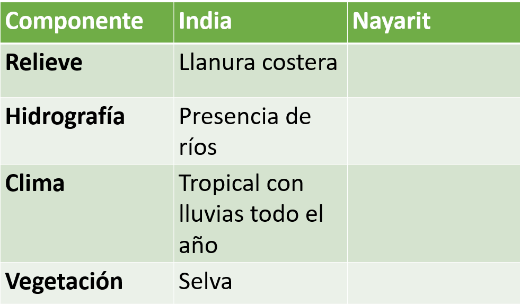 Componente India Nayarit
Relieve Llanura costera
Hidrografía Presencia de
ríos
Clima Tropical con
lluvias todo el
año
Vegetación Selva